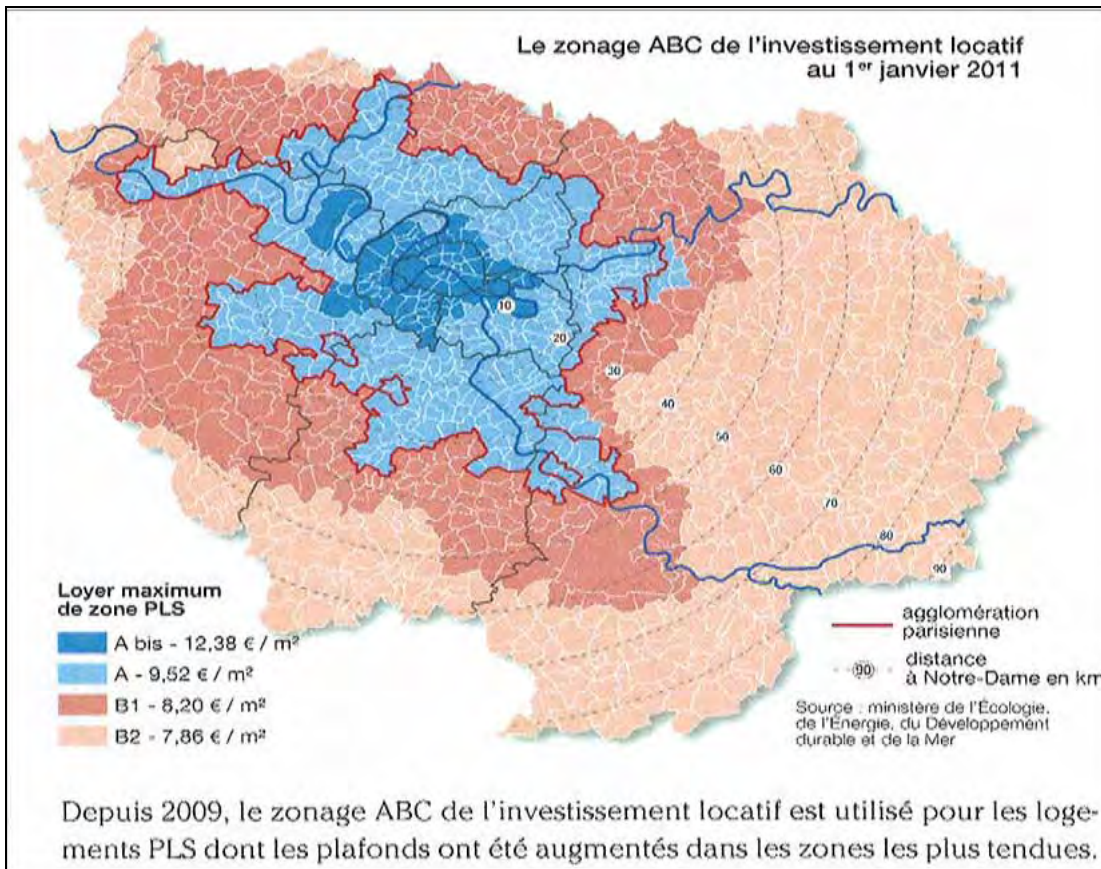 Le zonage ABC de l'investissement locatif
au 1er janvier 2011
10
20
30
40
50
60
70
80
90
Loyer maximum
de zone PLS
A bis - 12,38 € / m²
A - 9,52 € / m²
B1 - 8,20 € / m²
B2 - 7,86 € / m²
agglomération
parisienne
90 distance
à Notre-Dame en km
Source : ministère de l'Écologie,
de l'Énergie, du Développement
durable et de la Mer
Depuis 2009, le zonage ABC de l'investissement locatif est utilisé pour les loge-
ments PLS dont les plafonds ont été augmentés dans les zones les plus tendues.